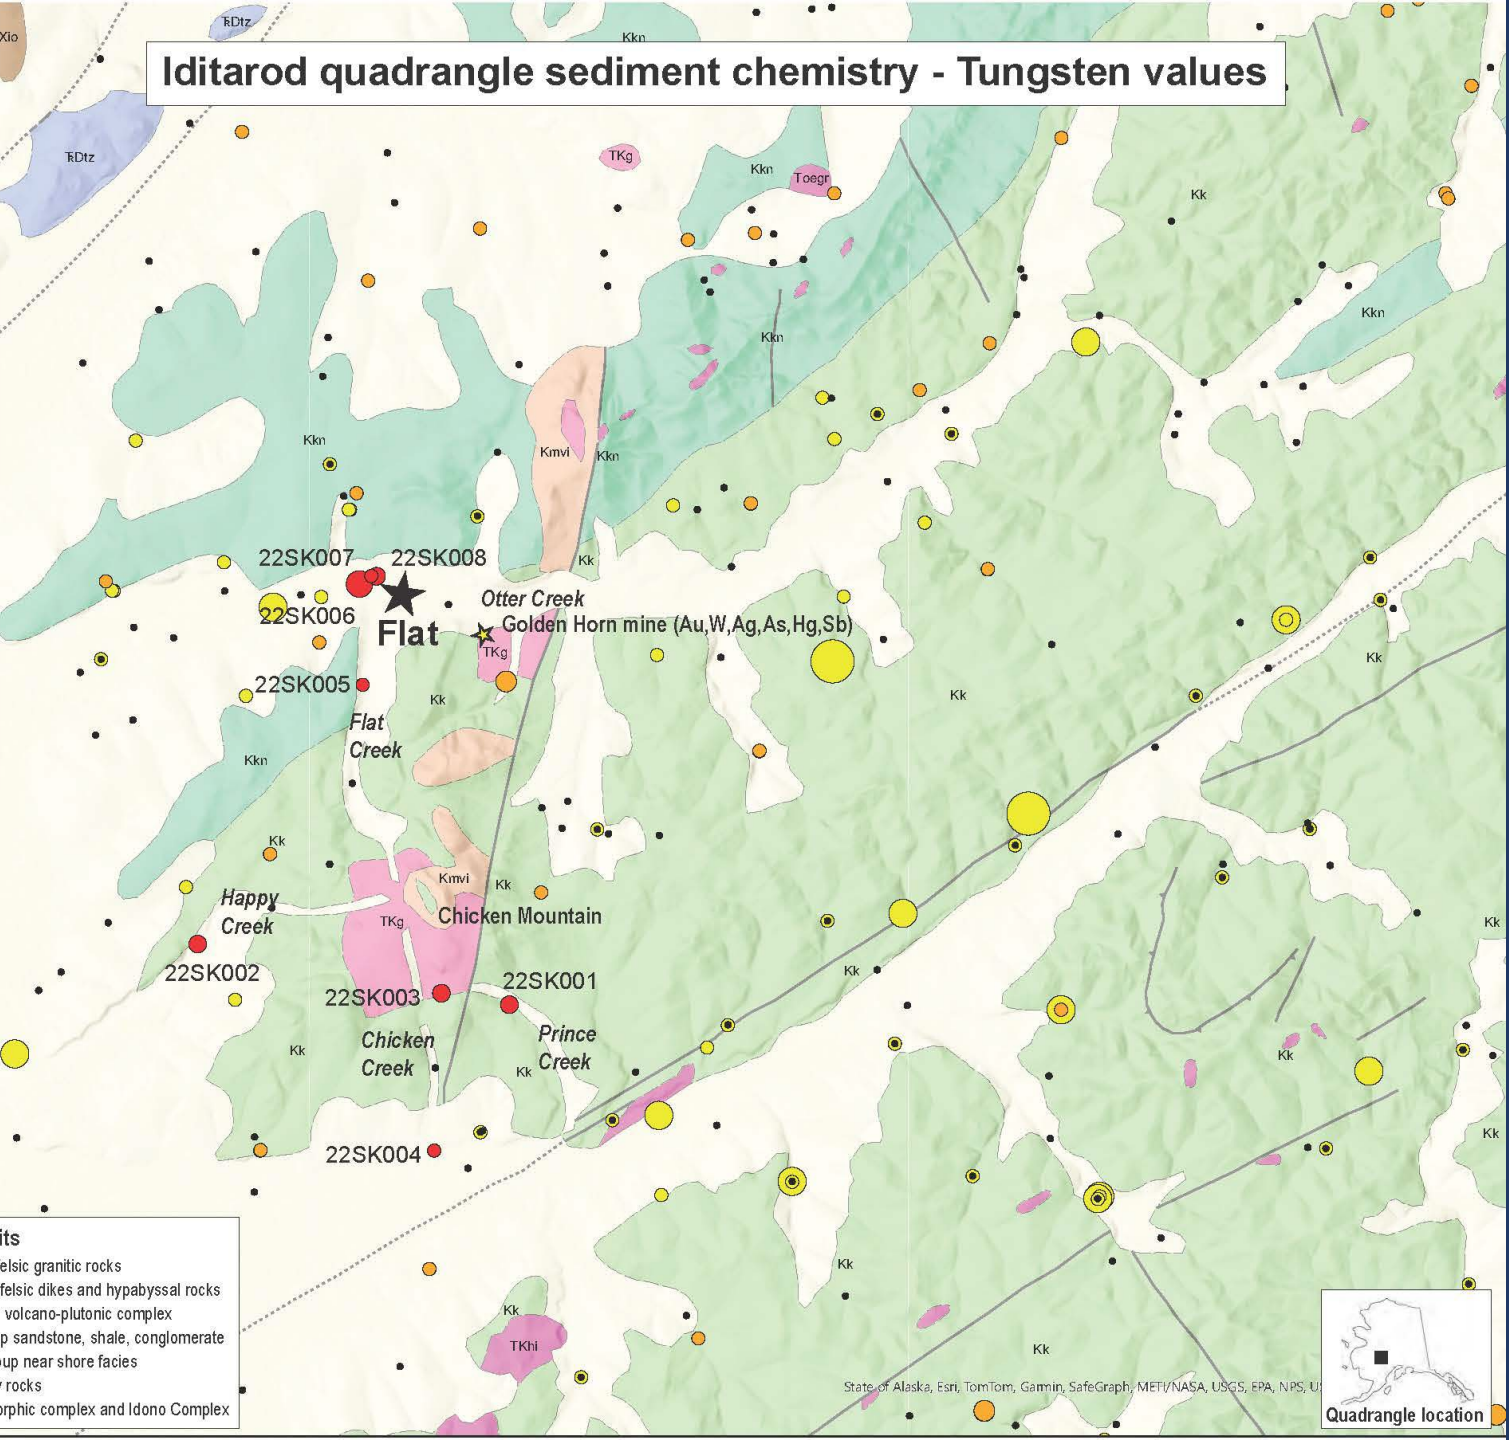 Xio
TƦDtz
Kkn
Iditarod quadrangle sediment chemistry - Tungsten values
TƦDtz
TKg
Kkn
Toegr
Kk
Kkn
Kkn
Kkn
Kmvi
Kkn
Kk
22SK007
22SK008
22SK006
Otter Creek
Flat
Golden Horn mine (Au,W,Ag,As,Hg,Sb)
TKg
Kk
22SK005
Kk
Kk
Flat
Creek
Kkn
Kk
Kmvi
Kk
Happy
Creek
TKg
Chicken Mountain
Kk
22SK002
22SK003
22SK001
Kk
Chicken
Creek
Prince
Creek
Kk
Kk
Kk
Kk
22SK004
Kk
Kk
TKhi
Kk
its
elsic granitic rocks
felsic dikes and hypabyssal rocks
volcano-plutonic complex
p sandstone, shale, conglomerate
oup near shore facies
y rocks
orphic complex and Idono Complex
State of Alaska, Esri, TomTom, Garmin, SafeGraph, METI/NASA, USGS, EPA, NPS, US
Quadrangle location